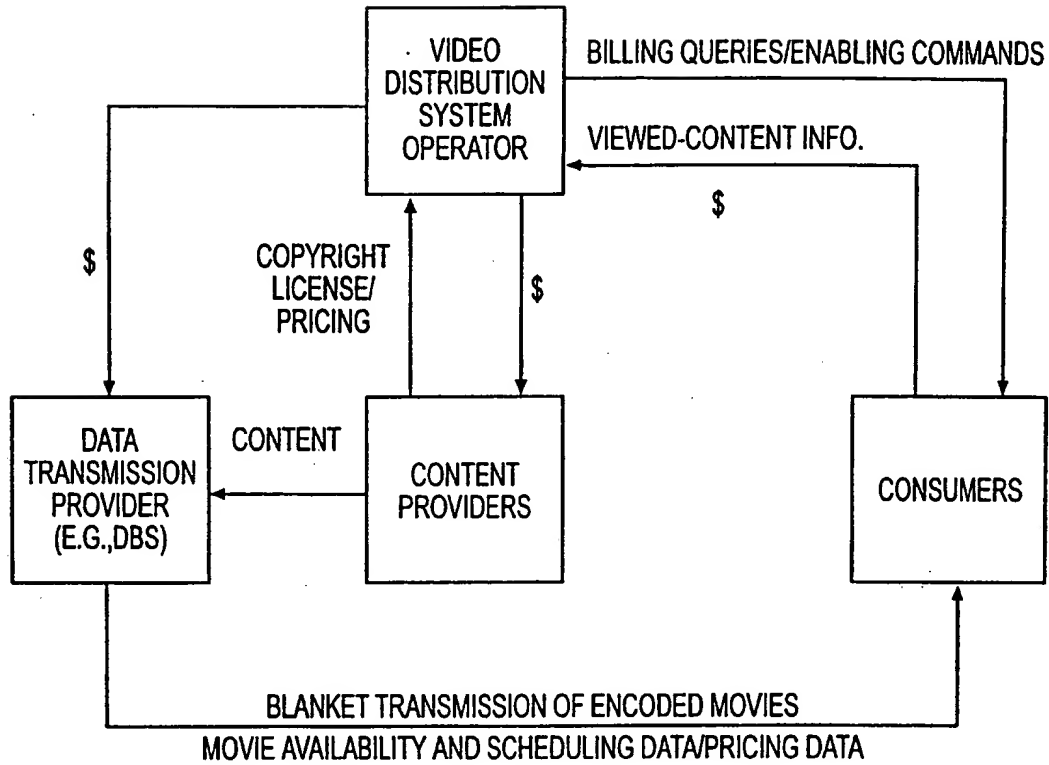 VIDEO
DISTRIBUTION
SYSTEM
OPERATOR
BILLING QUERIES/ENABLING COMMANDS
VIEWED-CONTENT INFO.
$
$
COPYRIGHT
LICENSE/
PRICING
$
DATA
TRANSMISSION
PROVIDER
(E.G.,DBS)
CONTENT
CONTENT
PROVIDERS
CONSUMERS
BLANKET TRANSMISSION OF ENCODED MOVIES
MOVIE AVAILABILITY AND SCHEDULING DATA/PRICING DATA